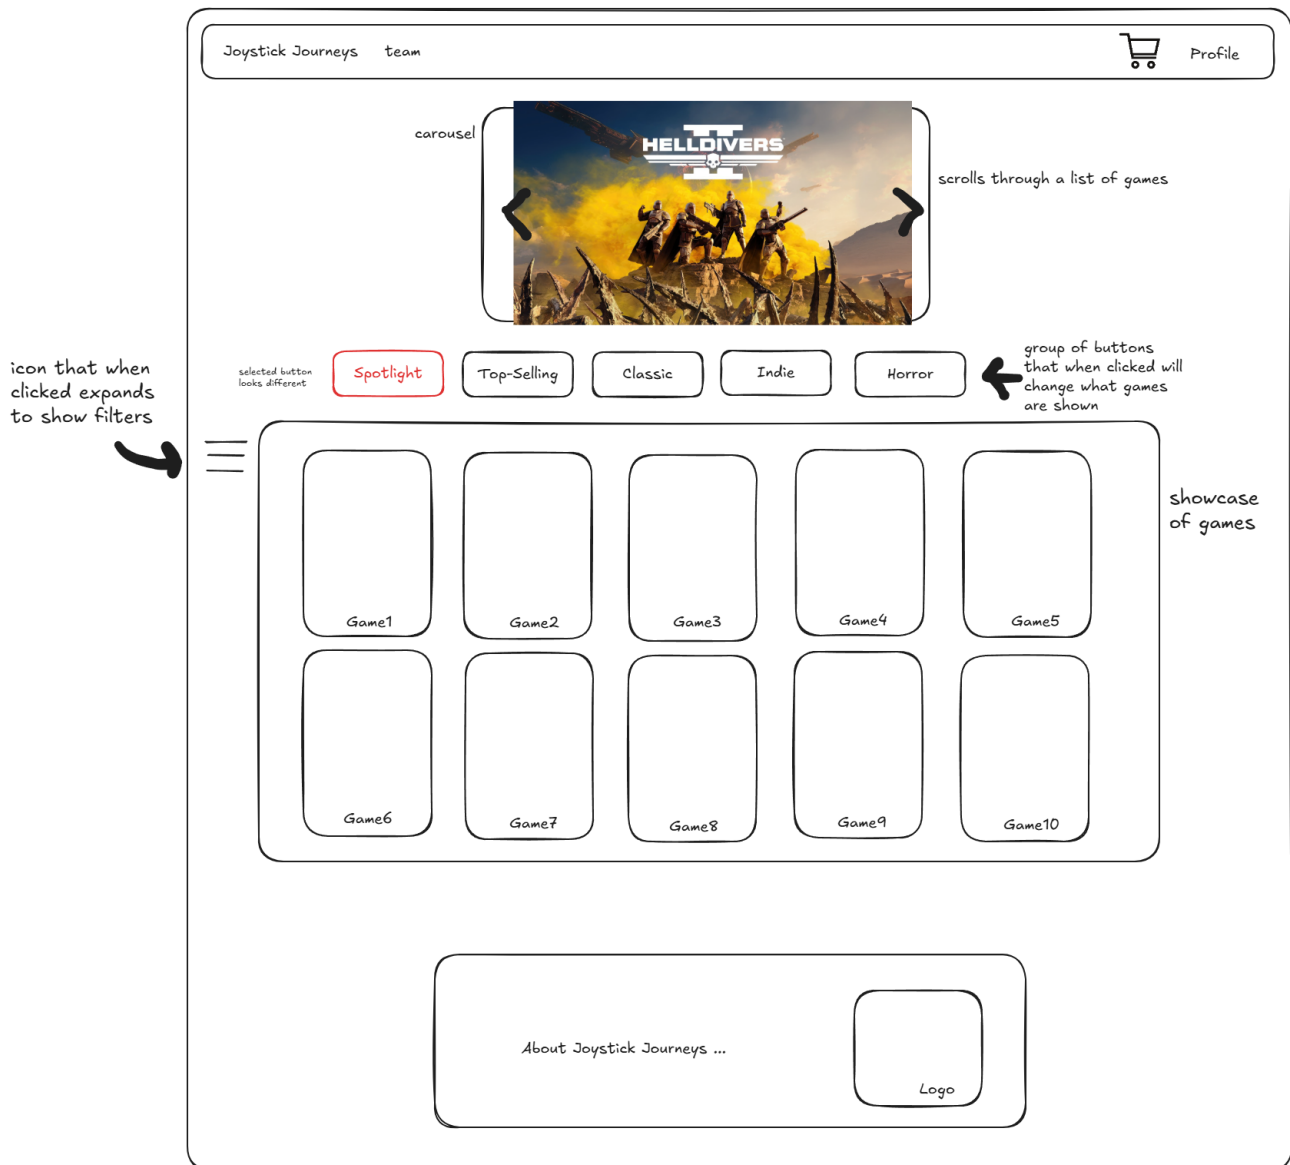 Joystick Journeys
team
Profile
carousel
HELLDIVERS
II
scrolls through a list of games
icon that when
clicked expands
to show filters
selected button
looks different
Spotlight
Top-Selling
Classic
Indie
Horror
group of buttons
that when clicked will
change what games
are shown
showcase
of games
Game1
Game2
Game3
Game4
Game5
Game6
Game7
Game8
Game9
Game10
About Joystick Journeys ...
Logo